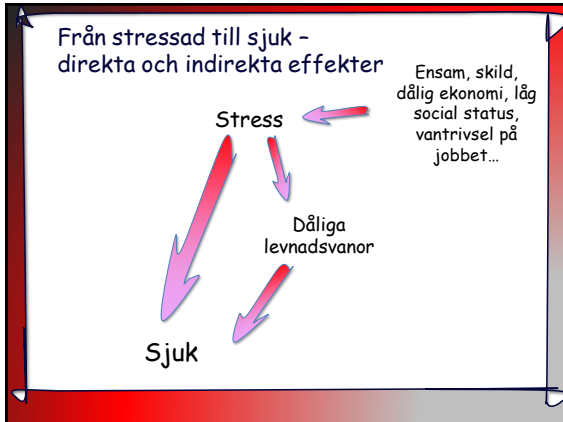 Från stressad till sjuk –
direkta och indirekta effekter
Ensam, skild,
dålig ekonomi, låg
social status,
vantrivsel på
jobbet…
Stress
Dåliga
levnadsvanor
Sjuk